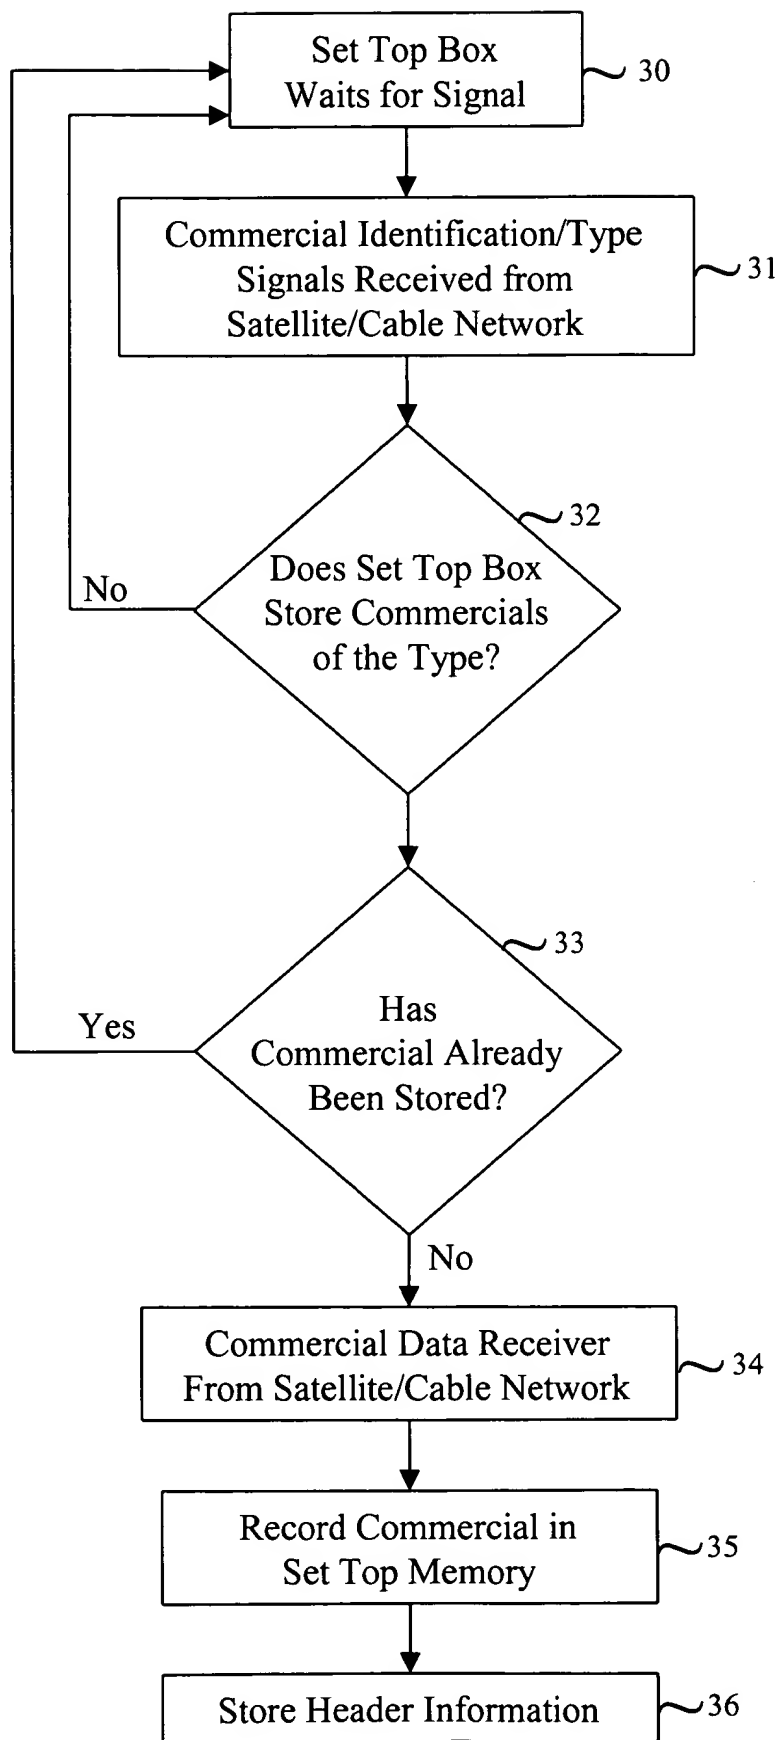 Set Top Box
Waits for Signal
30
Commercial Identification/Type
Signals Received from
Satellite/Cable Network
31
32
Does Set Top Box
Store Commercials
of the Type?
No
33
Has
Commercial Already
Been Stored?
Yes
No
Commercial Data Receiver
From Satellite/Cable Network
34
Record Commercial in
Set Top Memory
35
Store Header Information
36